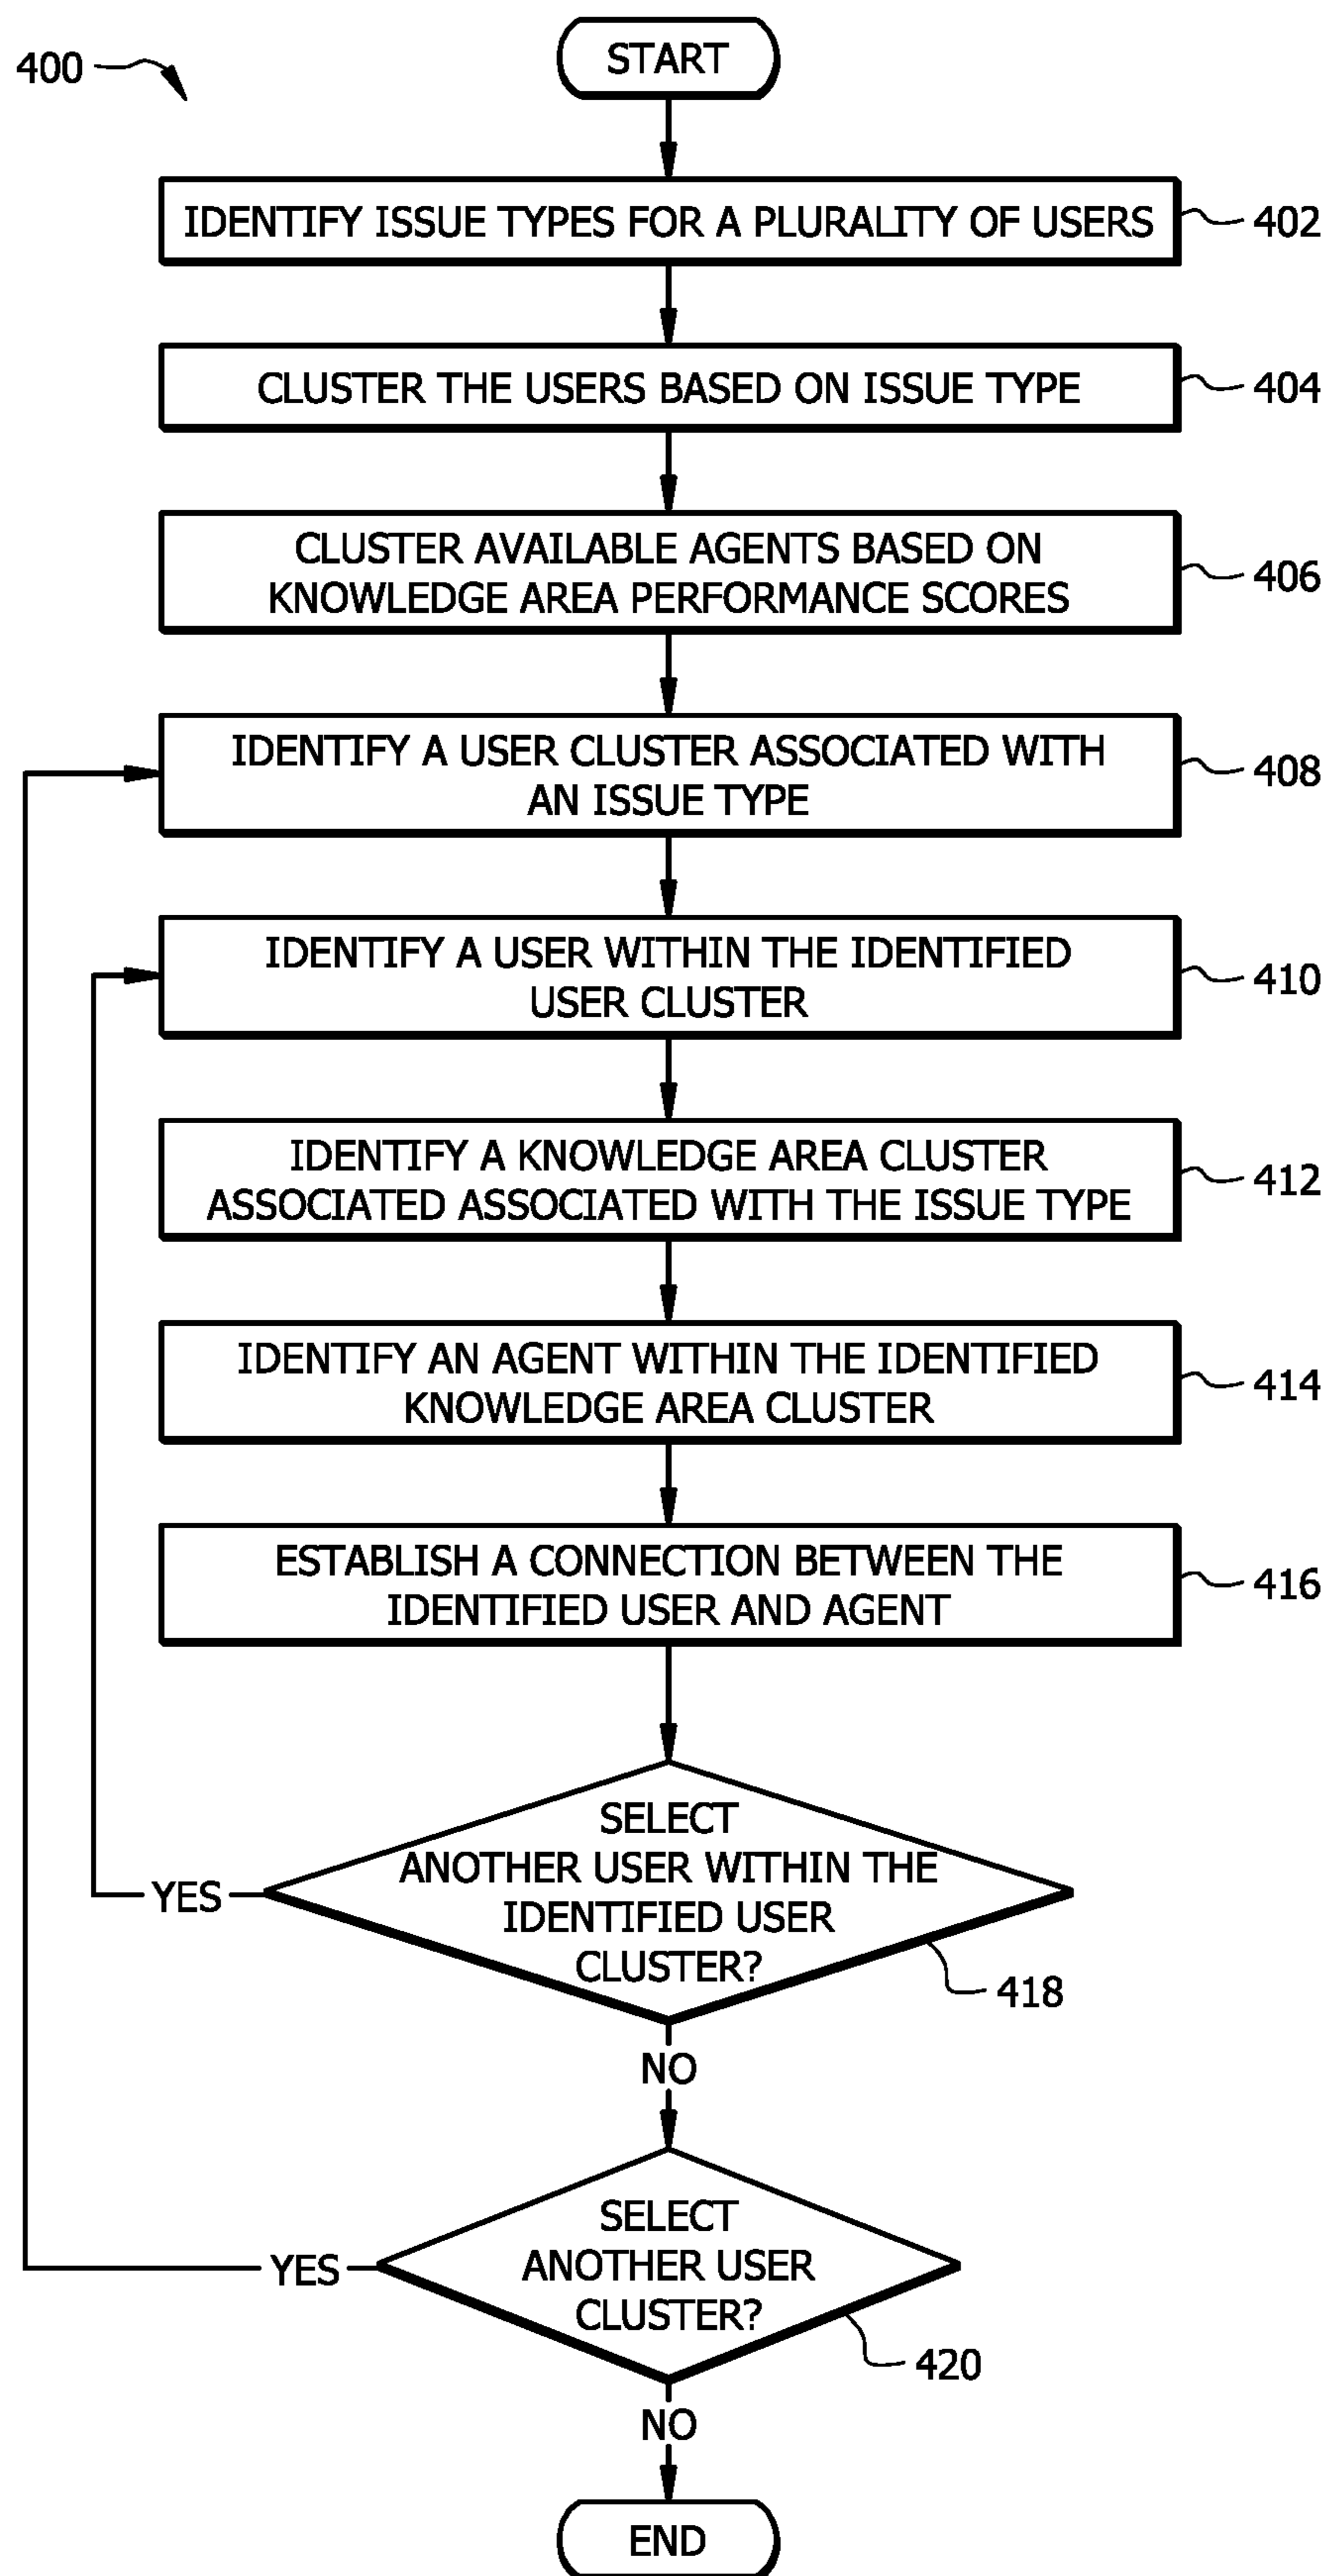 400
START
IDENTIFY ISSUE TYPES FOR A PLURALITY OF USERS
402
CLUSTER THE USERS BASED ON ISSUE TYPE
404
CLUSTER AVAILABLE AGENTS BASED ON
KNOWLEDGE AREA PERFORMANCE SCORES
406
IDENTIFY A USER CLUSTER ASSOCIATED WITH
AN ISSUE TYPE
408
IDENTIFY A USER WITHIN THE IDENTIFIED
USER CLUSTER
410
IDENTIFY A KNOWLEDGE AREA CLUSTER
ASSOCIATED ASSOCIATED WITH THE ISSUE TYPE
412
IDENTIFY AN AGENT WITHIN THE IDENTIFIED
KNOWLEDGE AREA CLUSTER
414
ESTABLISH A CONNECTION BETWEEN THE
IDENTIFIED USER AND AGENT
416
SELECT
ANOTHER USER WITHIN THE
IDENTIFIED USER
CLUSTER?
YES
418
NO
SELECT
ANOTHER USER
CLUSTER?
YES
420
NO
END